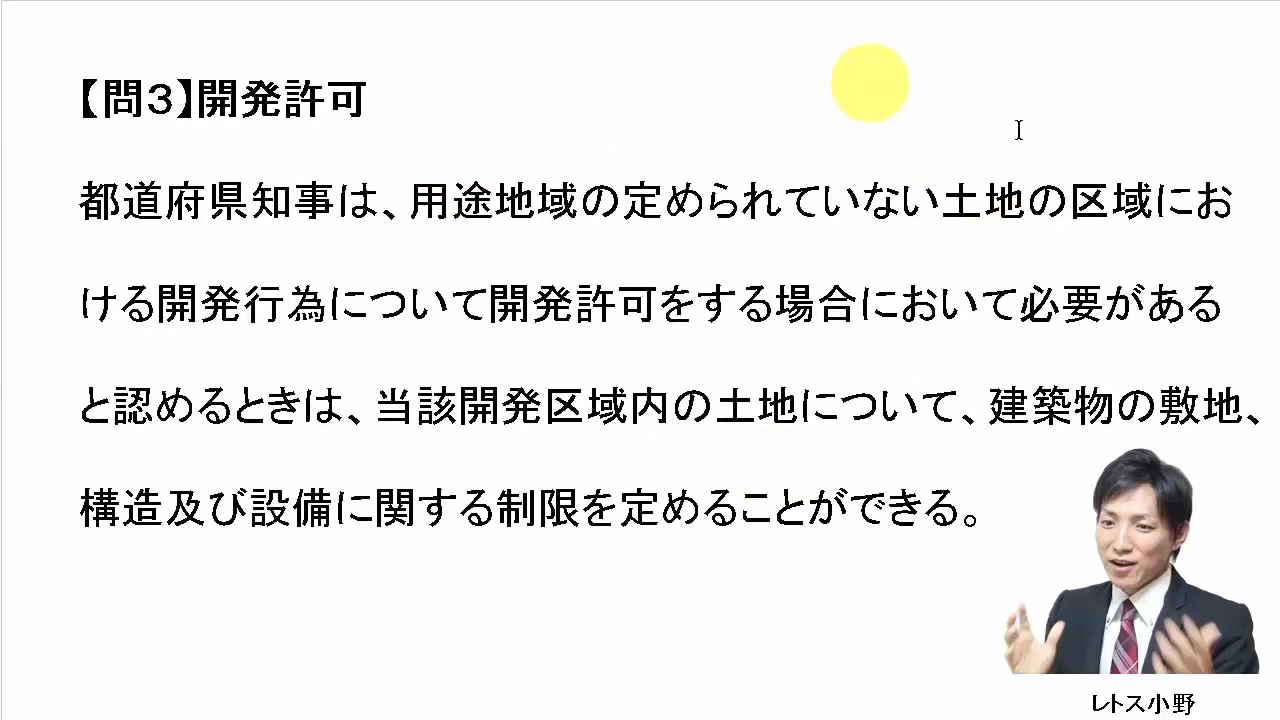 【問３】開発許可
都道府県知事は、用途地域の定められていない土地の区域にお
ける開発行為について開発許可をする場合において必要がある
と認めるときは、当該開発区域内の土地について、建築物の敷地、
構造及び設備に関する制限を定めることができる。
レトス小野